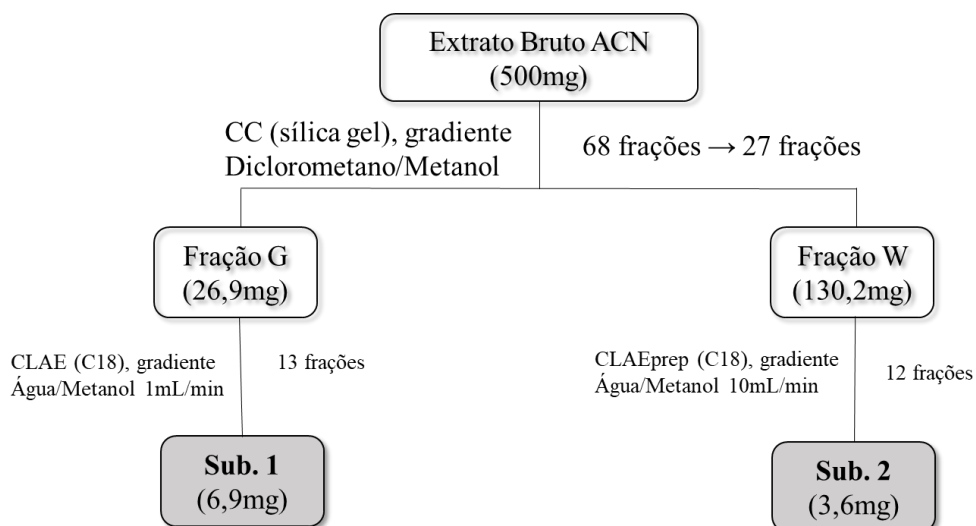 Extrato Bruto ACN
(500mg)
CC (sílica gel), gradiente
Diclorometano/Metanol
68 frações → 27 frações
Fração G
(26,9mg)
Fração W
(130,2mg)
CLAE (C18), gradiente
Água/Metanol 1mL/min
13 frações
CLAEprep (C18), gradiente
Água/Metanol 10mL/min
12 frações
Sub. 1
(6,9mg)
Sub. 2
(3,6mg)